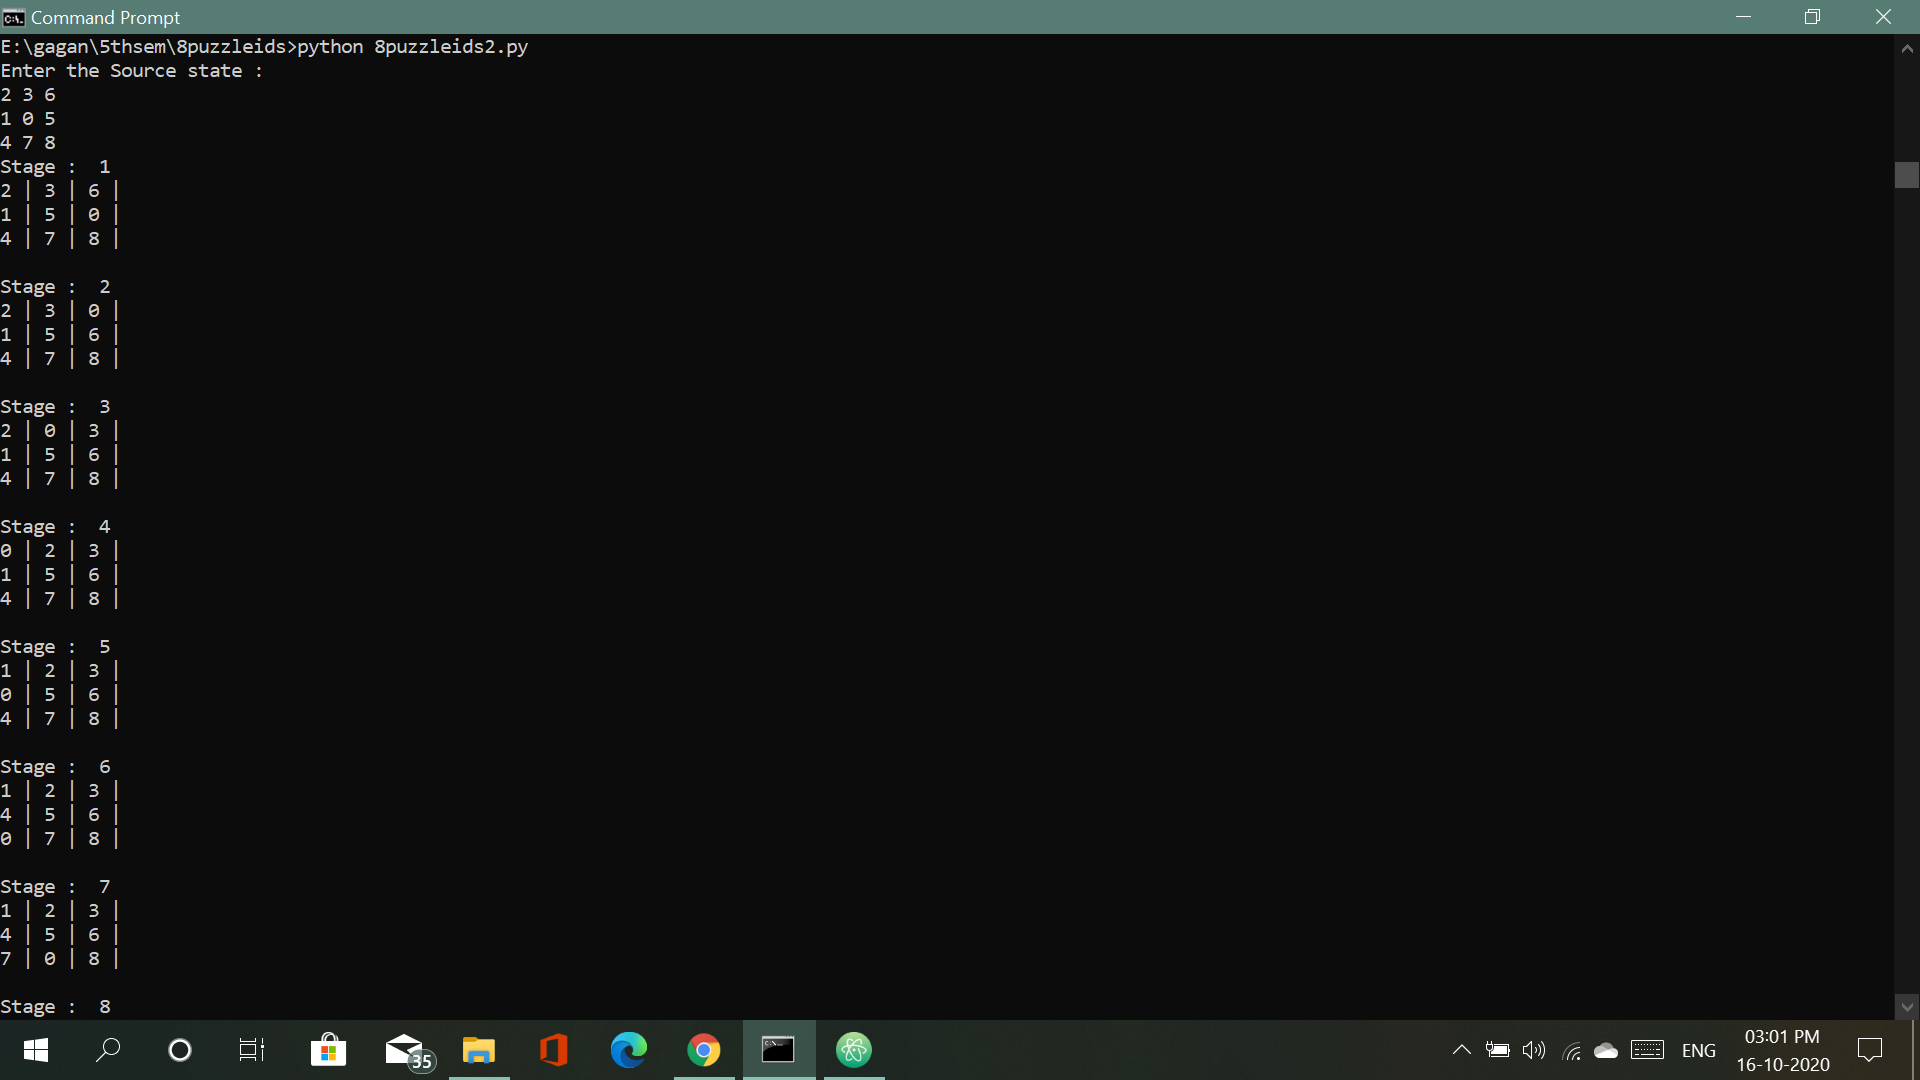 Command Prompt
E:\gagan\5thsem\8puzzleids>python 8puzzleids2.py
Enter the Source state :
2 3 6
1 0 5
4 7 8
Stage :  1
2 | 3 | 6 |
1 | 5 | 0 |
4 | 7 | 8 |
Stage :  2
2 | 3 | 0 |
1 | 5 | 6 |
4 | 7 | 8 |
Stage :  3
2 | 0 | 3 |
1 | 5 | 6 |
4 | 7 | 8 |
Stage :  4
0 | 2 | 3 |
1 | 5 | 6 |
4 | 7 | 8 |
Stage :  5
1 | 2 | 3 |
0 | 5 | 6 |
4 | 7 | 8 |
Stage :  6
1 | 2 | 3 |
4 | 5 | 6 |
0 | 7 | 8 |
Stage :  7
1 | 2 | 3 |
4 | 5 | 6 |
7 | 0 | 8 |
Stage :  8
35
ENG
03:01 PM
16-10-2020